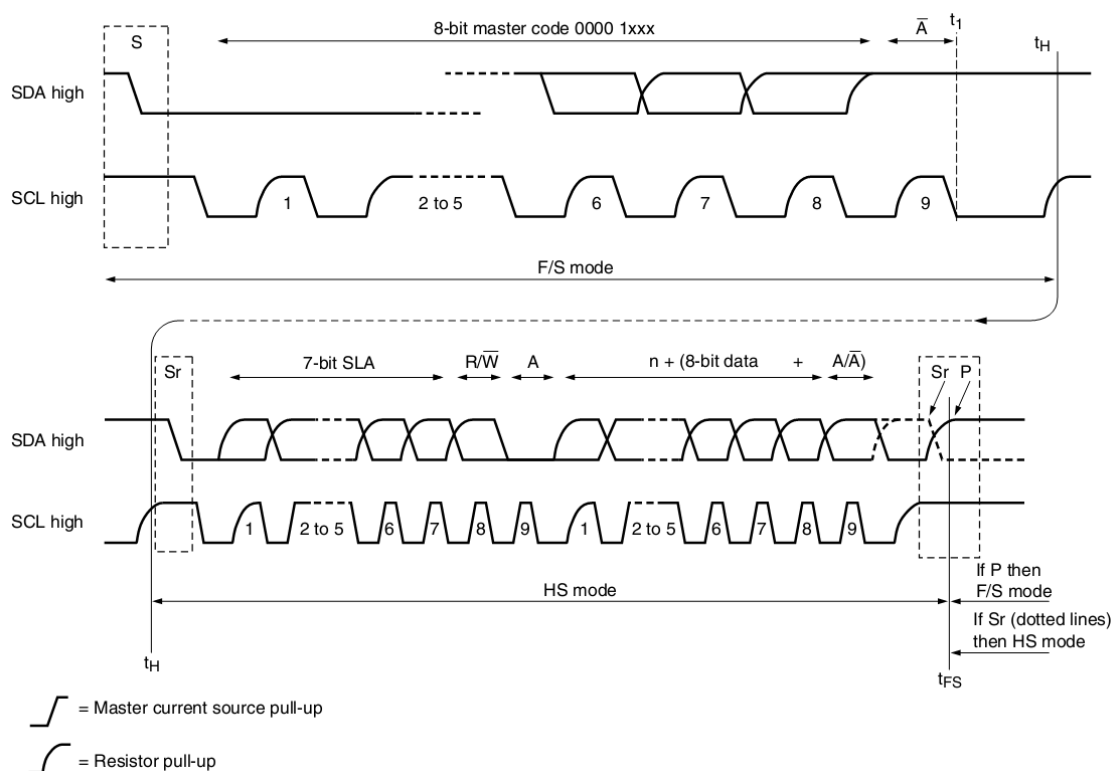 S
8-bit master code 0000 1xxx
A̅
t1
tH
SDA high
SCL high
1
2 to 5
6
7
8
9
F/S mode
Sr
7-bit SLA
R/W̅
A
n + (8-bit data + A/A̅)
Sr P
SDA high
SCL high
1
2 to 5
6
7
8
9
1
2 to 5
6
7
8
9
HS mode
If P then
F/S mode
If Sr (dotted lines)
then HS mode
tH
tFS
= Master current source pull-up
= Resistor pull-up